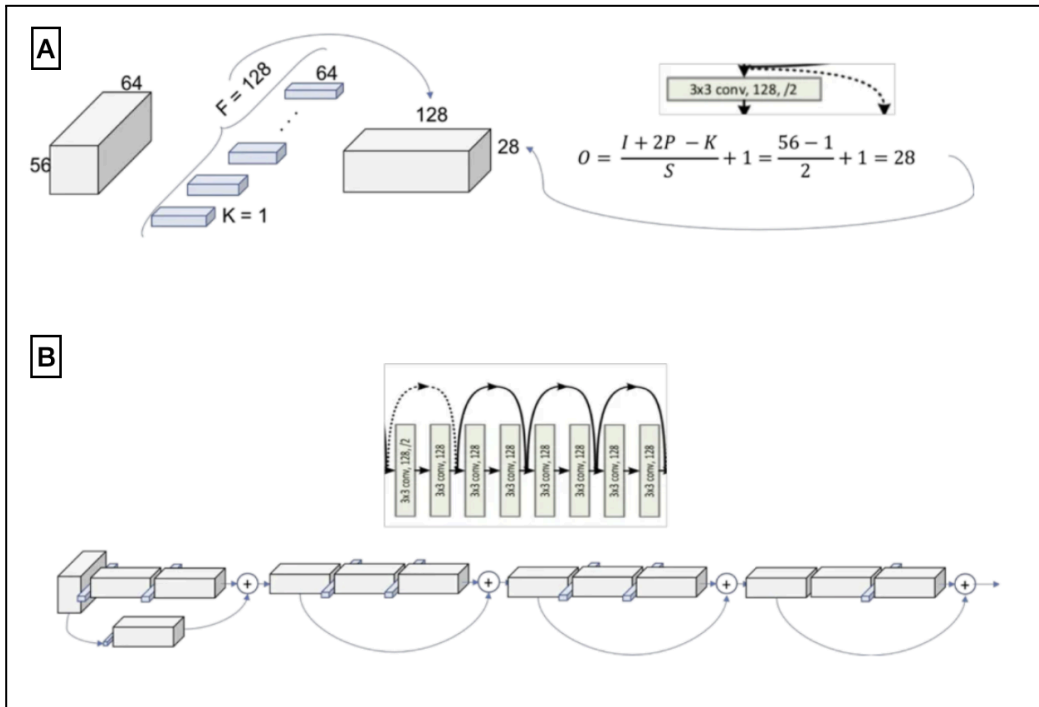 A
64
56
F = 128
64
K = 1
128
28
3x3 conv, 128, /2
O = \frac{I + 2P - K}{S} + 1 = \frac{56 - 1}{2} + 1 = 28
B
3x3 conv, 128, /2
3x3 conv, 128
3x3 conv, 128
3x3 conv, 128
3x3 conv, 128
3x3 conv, 128
3x3 conv, 128
3x3 conv, 128
+
+
+
+